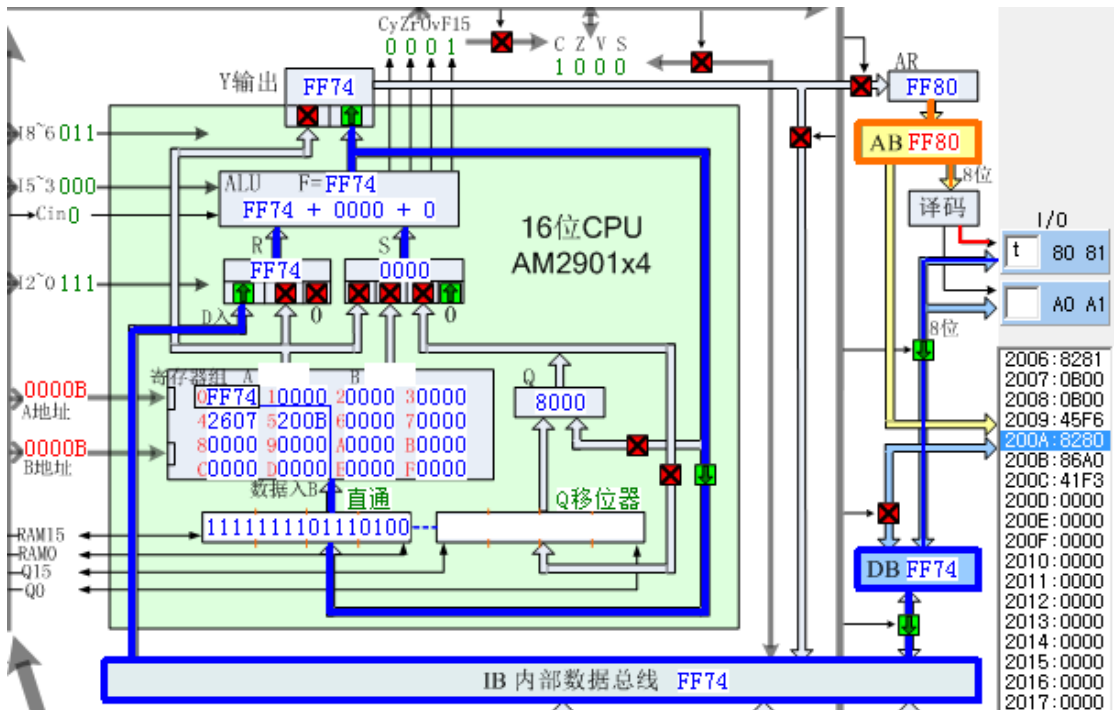 CyZrOvF15
0 0 0 1
C Z V S
1 0 0 0
Y输出
FF74
AR
FF80
AB FF80
8位
译码
I/O
t 80 81
A0 A1
8位
I8~6 011
I5~3 000
Cin 0
I2~0 111
ALU F=FF74
FF74 + 0000 + 0
16位CPU
AM2901x4
R
S
FF74
0000
D入
0
0
寄存器组 A B
0FF74 10000 20000 30000
42607 5200B 60000 70000
80000 90000 A0000 B0000
C0000 D0000 E0000 F0000
Q
8000
0000B
A地址
0000B
B地址
数据入B
直通
Q移位器
1111111101110100
RAM15
RAM0
Q15
Q0
DB FF74
IB 内部数据总线 FF74
2006:8281
2007:0B00
2008:0B00
2009:45F6
200A:8280
200B:86A0
200C:41F3
200D:0000
200E:0000
200F:0000
2010:0000
2011:0000
2012:0000
2013:0000
2014:0000
2015:0000
2016:0000
2017:0000